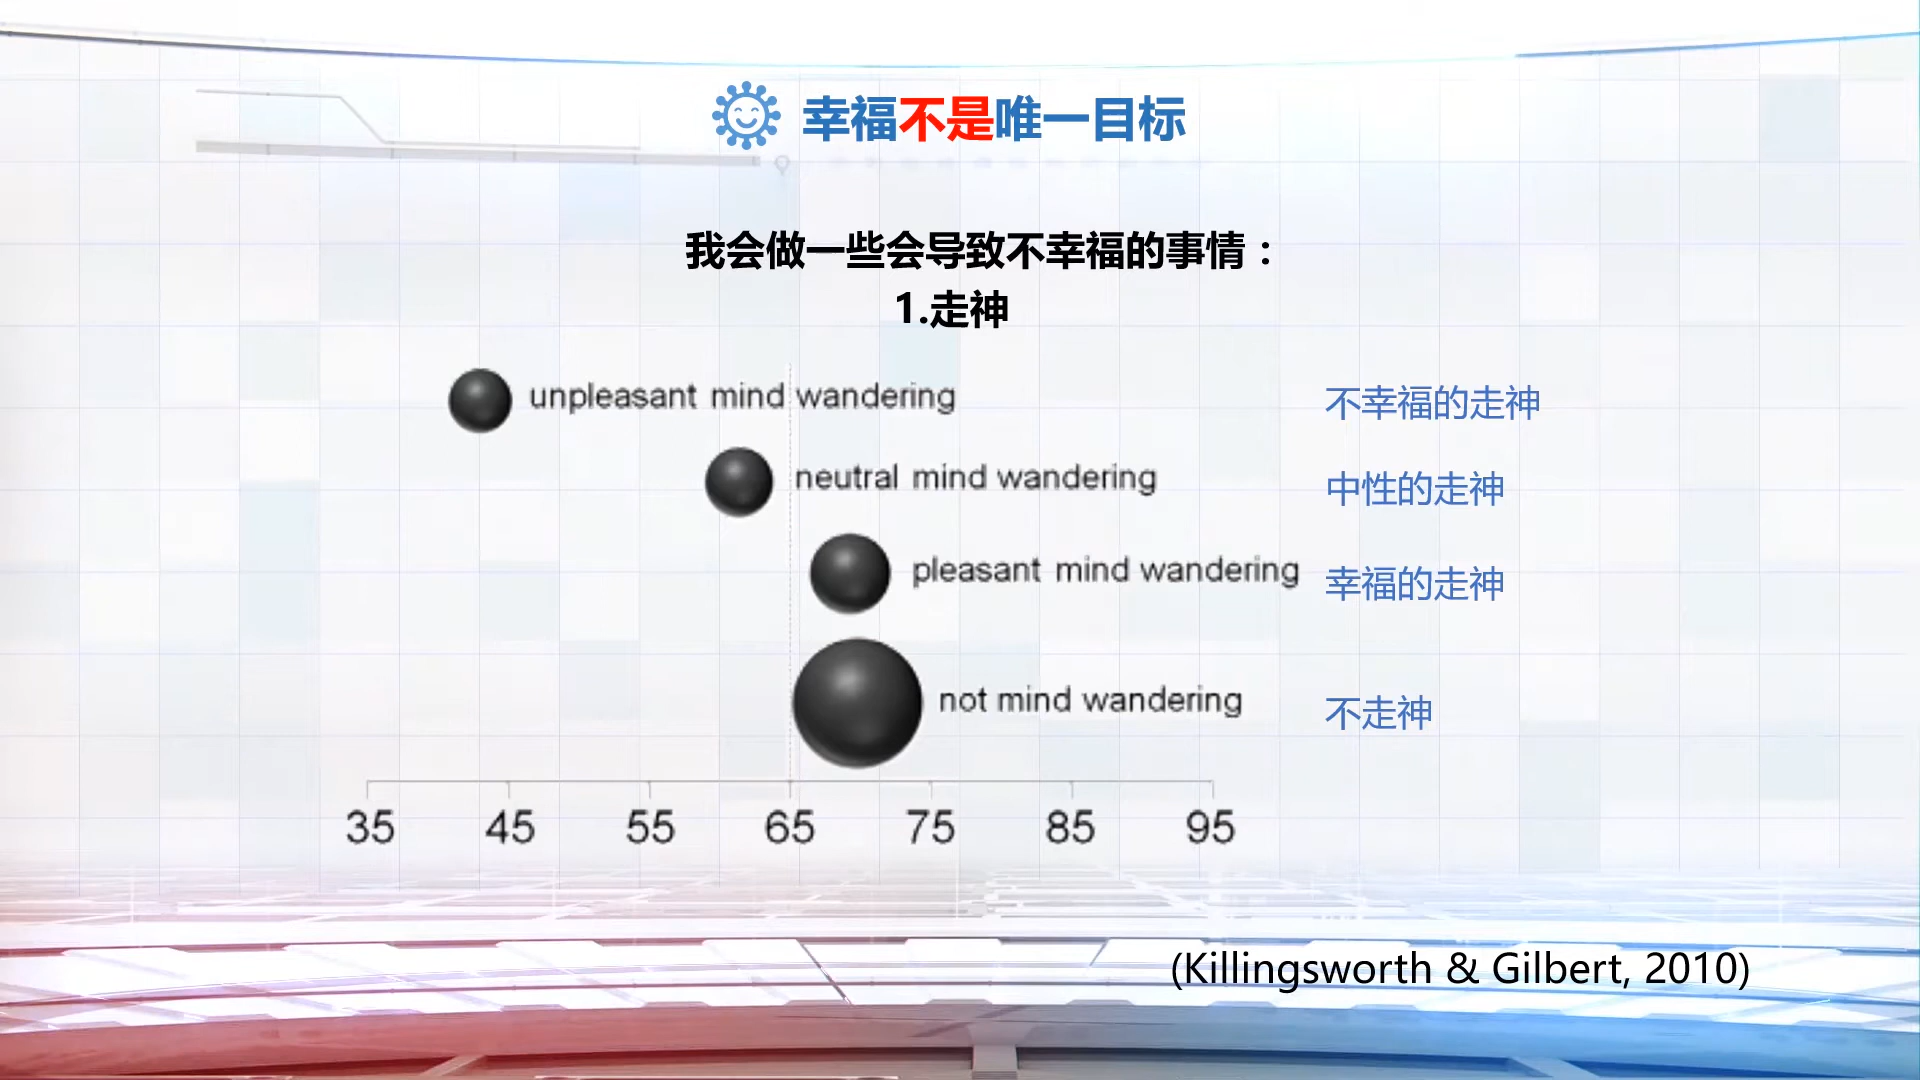 幸福不是唯一目标
我会做一些会导致不幸福的事情：
1.走神
unpleasant mind wandering 不幸福的走神
neutral mind wandering 中性的走神
pleasant mind wandering 幸福的走神
not mind wandering 不走神
35 45 55 65 75 85 95
(Killingsworth & Gilbert, 2010)